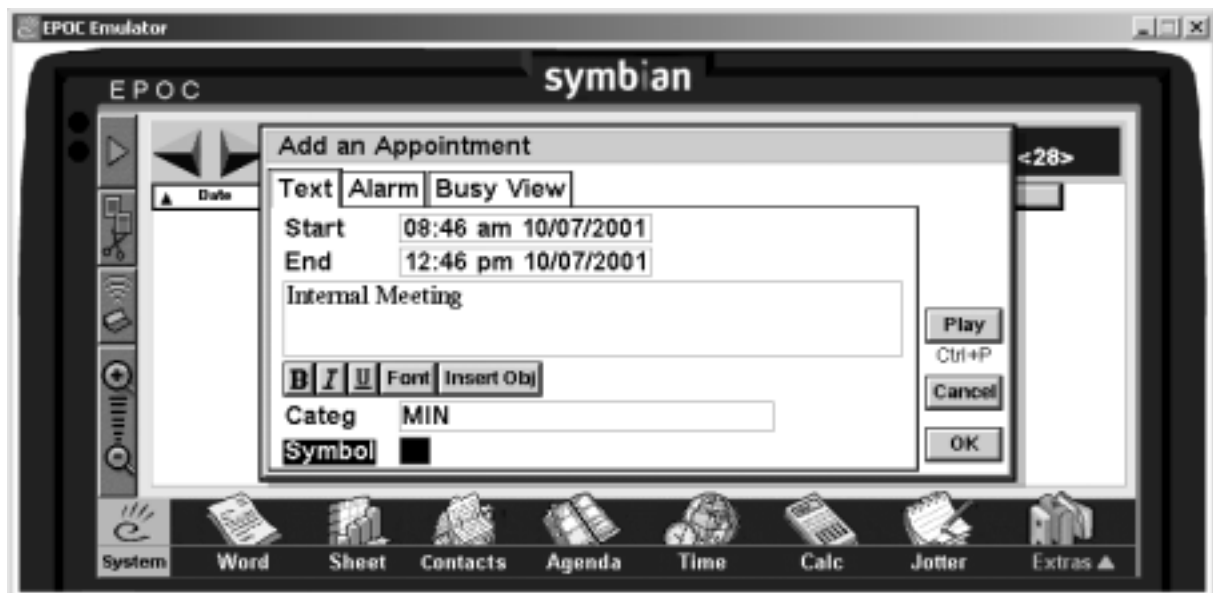 EPOC Emulator
symbian
EPOC
Add an Appointment
<28>
Date
Text Alarm Busy View
Start 08:46 am 10/07/2001
End 12:46 pm 10/07/2001
Internal Meeting
Play
Ctrl+P
B I U Font Insert Obj
Cancel
Categ MIN
Symbol
OK
System Word Sheet Contacts Agenda Time Calc Jotter Extras ▲